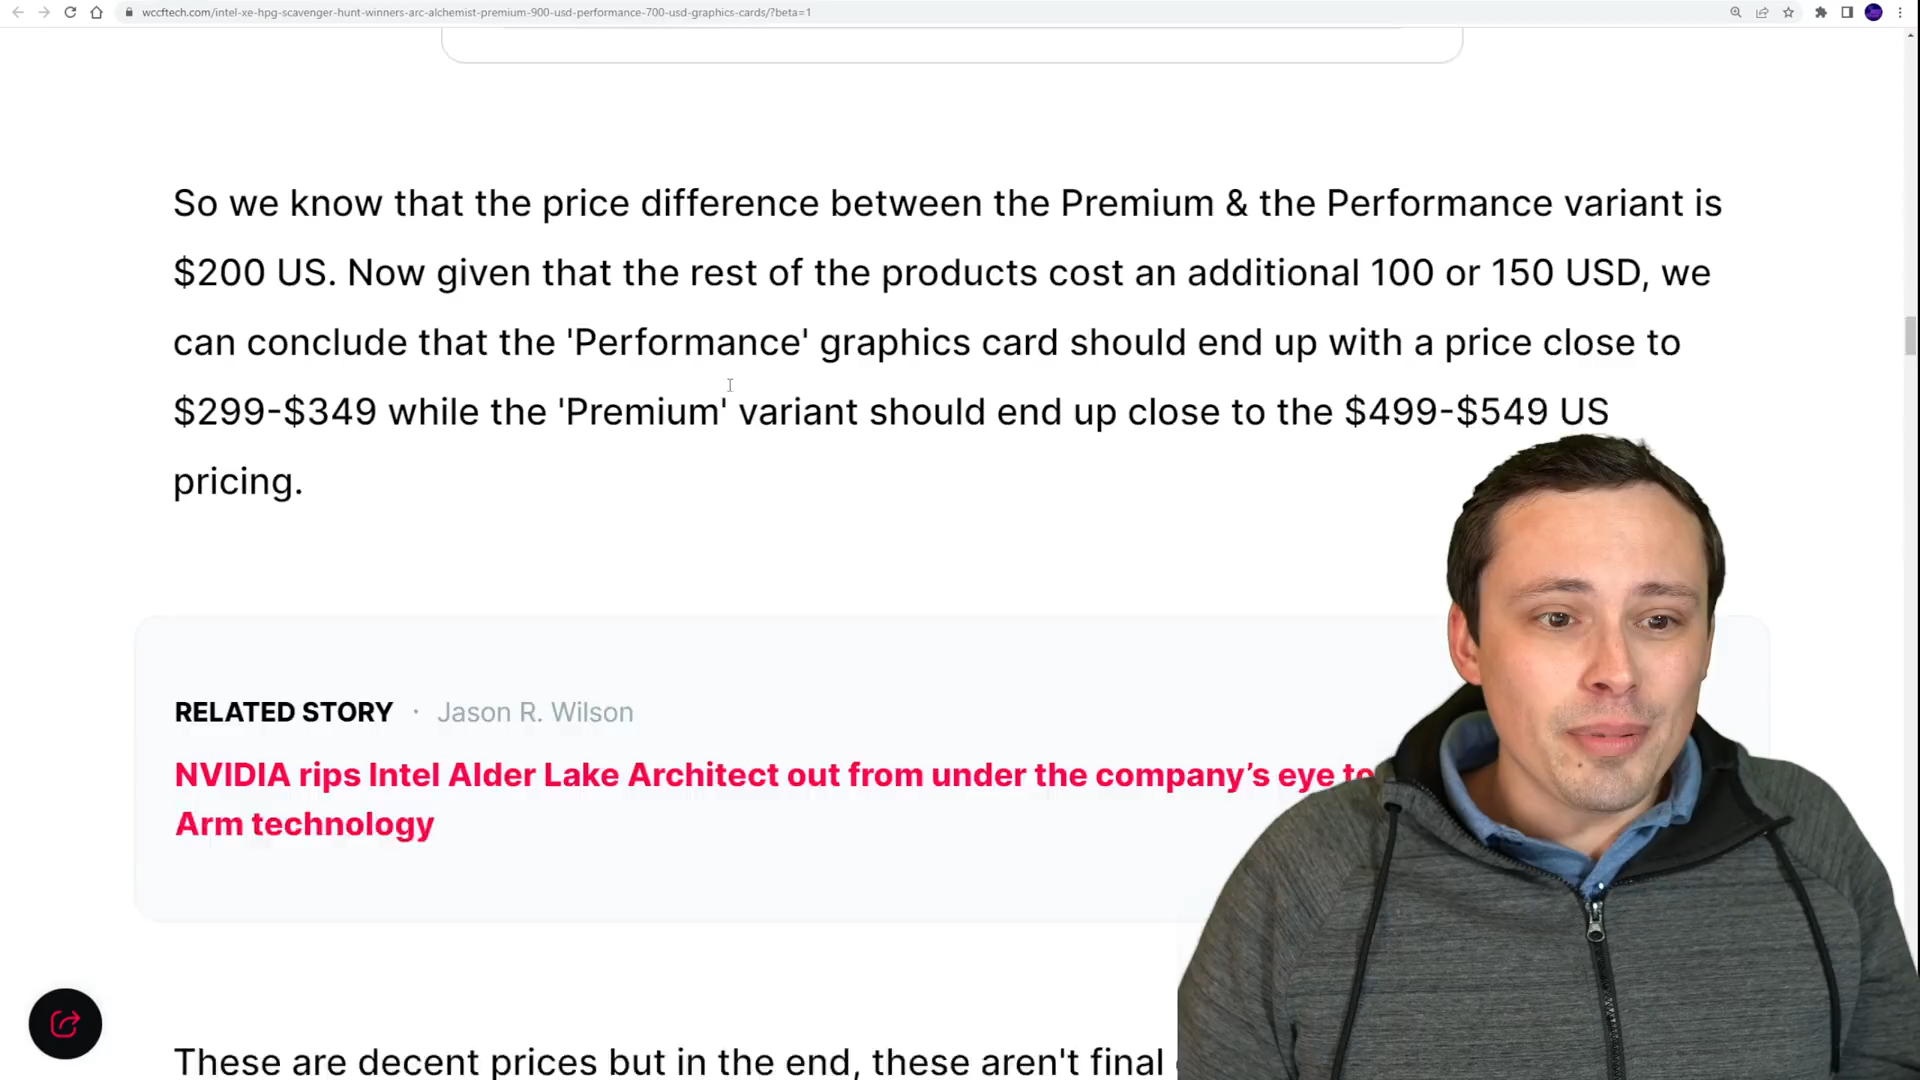 wccftech.com/intel-xe-hpg-scavenger-hunt-winners-arc-alchemist-premium-900-usd-performance-700-usd-graphics-cards/?beta=1
So we know that the price difference between the Premium & the Performance variant is
$200 US. Now given that the rest of the products cost an additional 100 or 150 USD, we
can conclude that the 'Performance' graphics card should end up with a price close to
$299-$349 while the 'Premium' variant should end up close to the $499-$549 US
pricing.
RELATED STORY · Jason R. Wilson
NVIDIA rips Intel Alder Lake Architect out from under the company's eye to
Arm technology
These are decent prices but in the end, these aren't final